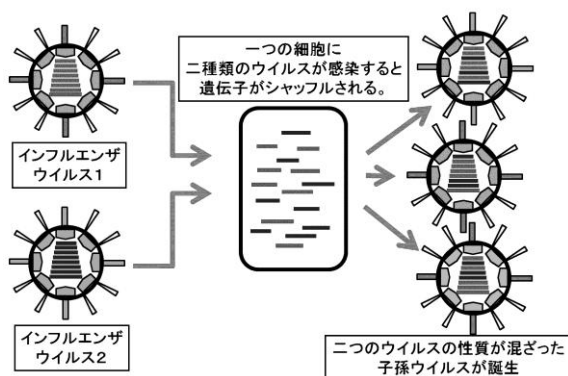 一つの細胞に
二種類のウイルスが感染すると
遺伝子がシャッフルされる。
インフルエンザ
ウイルス1
インフルエンザ
ウイルス2
二つのウイルスの性質が混ざった
子孫ウイルスが誕生